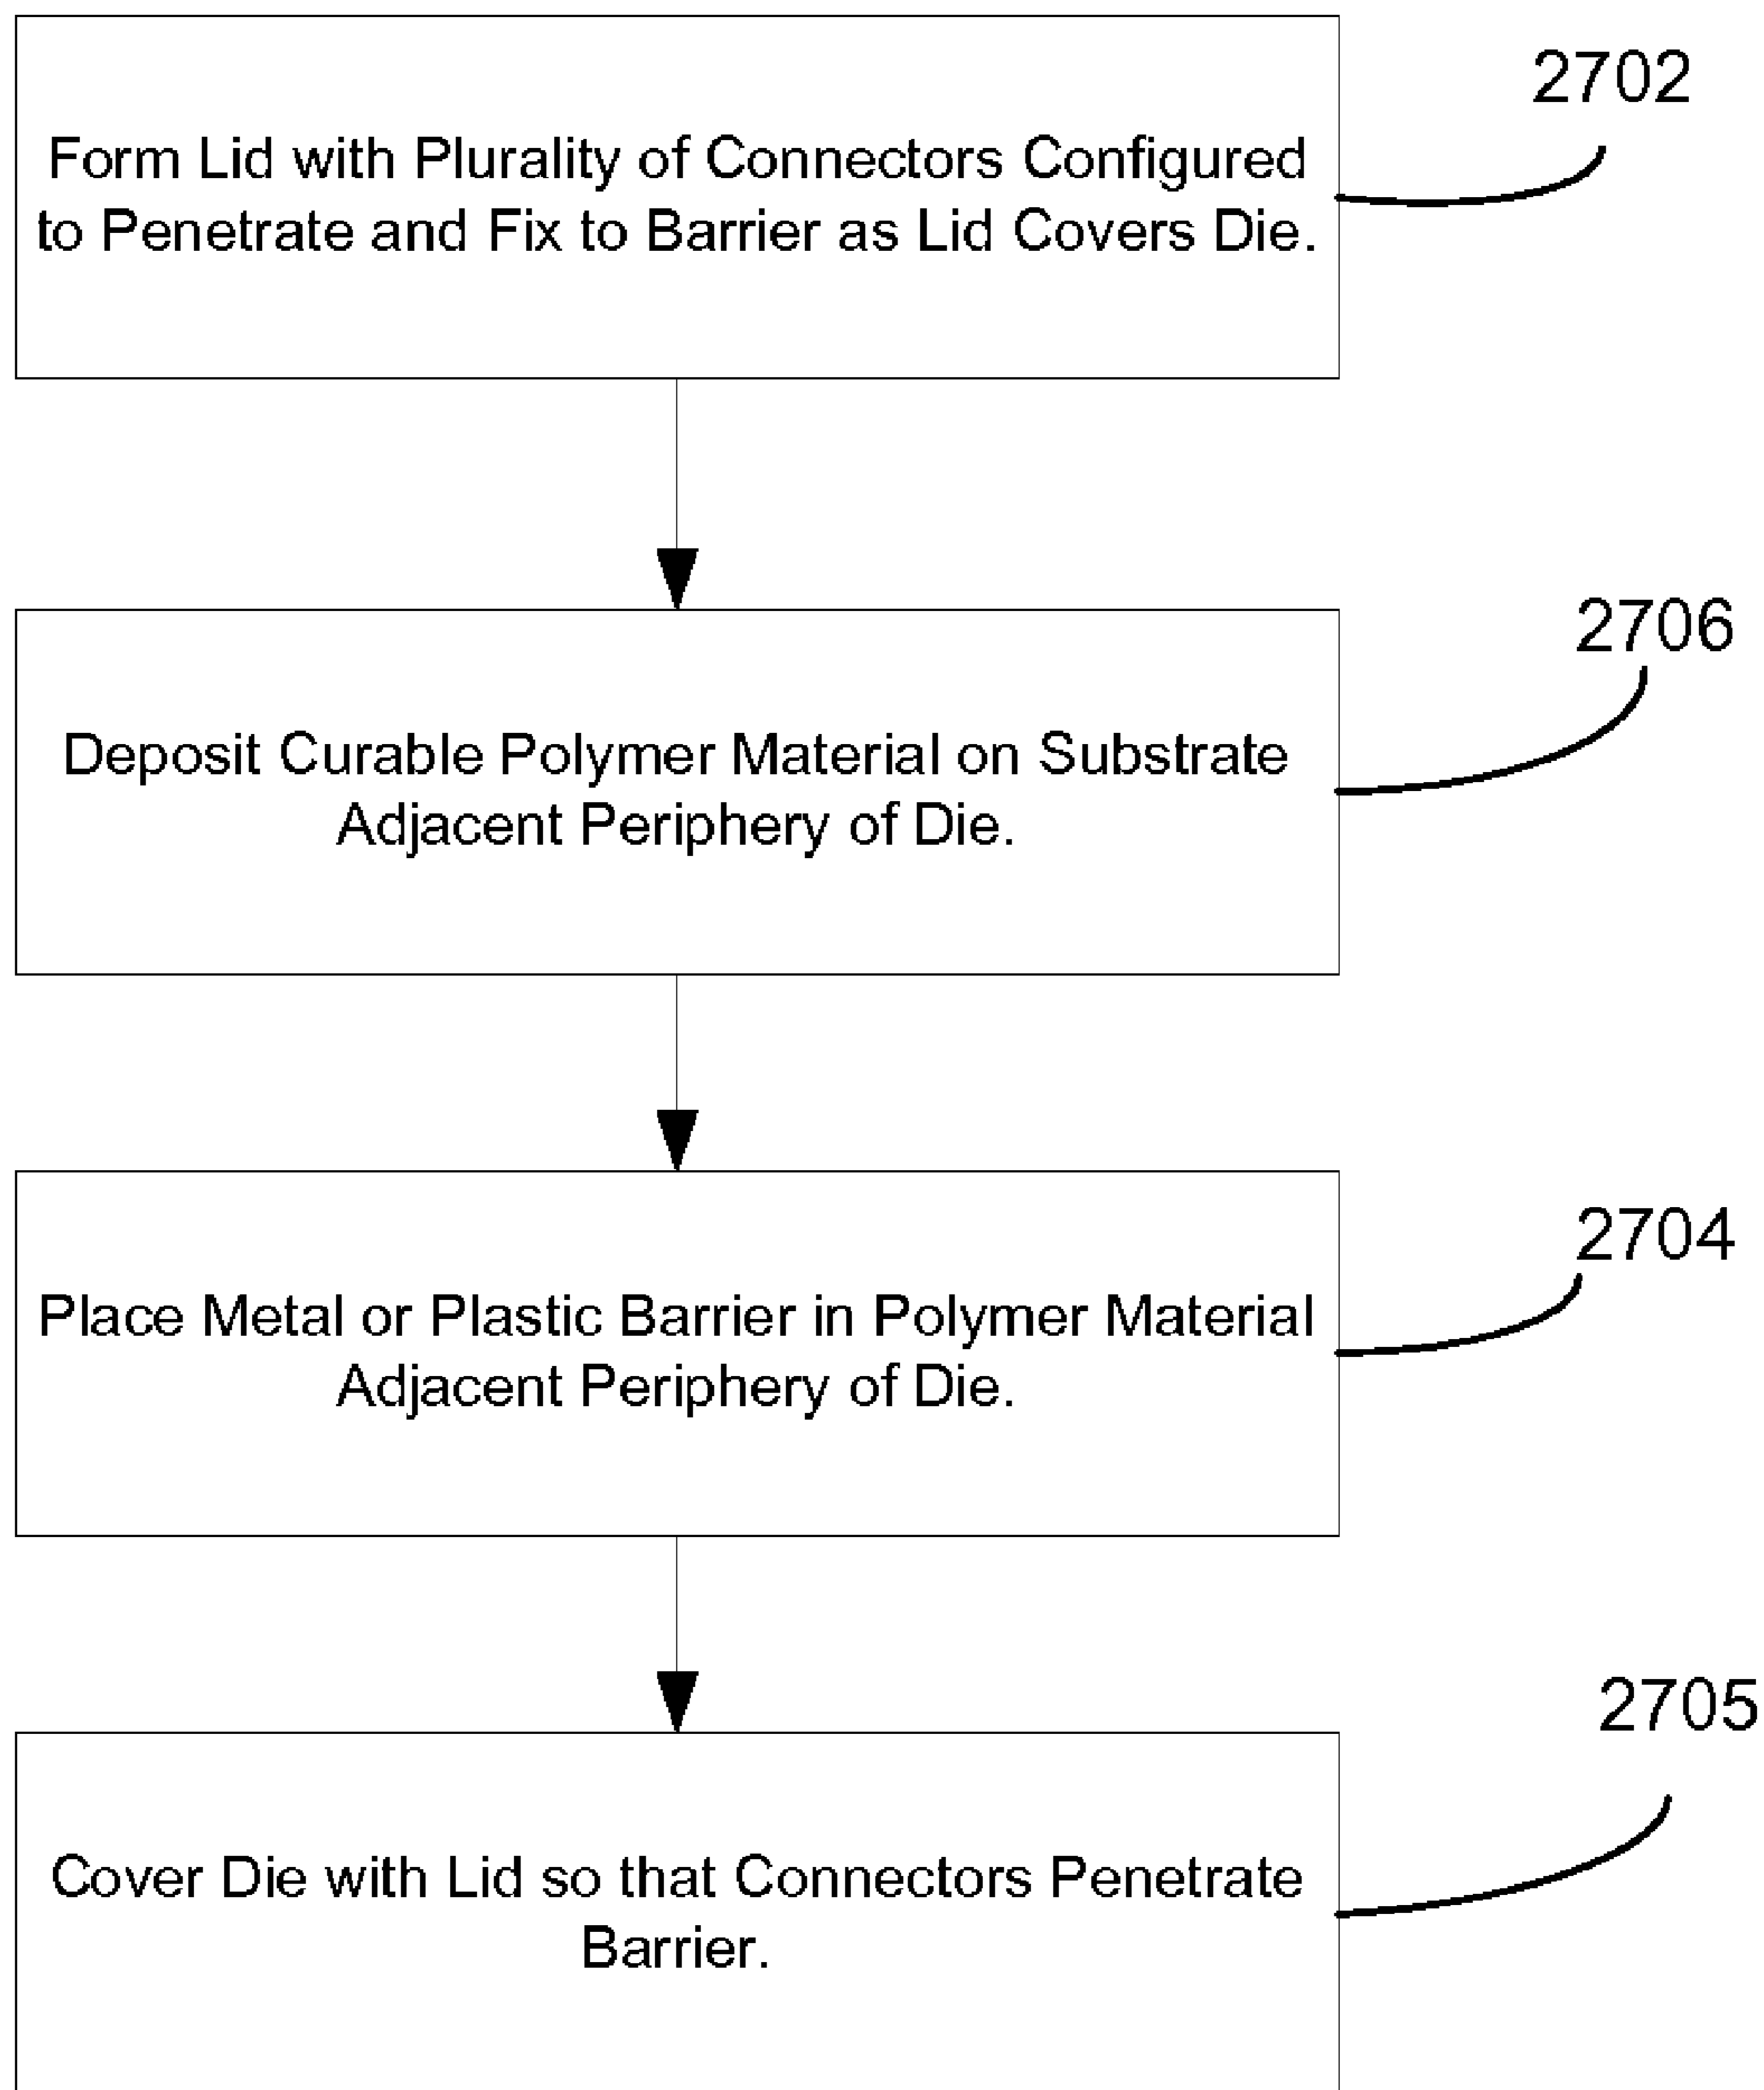 2702
Form Lid with Plurality of Connectors Configured
to Penetrate and Fix to Barrier as Lid Covers Die.
2706
Deposit Curable Polymer Material on Substrate
Adjacent Periphery of Die.
2704
Place Metal or Plastic Barrier in Polymer Material
Adjacent Periphery of Die.
2705
Cover Die with Lid so that Connectors Penetrate
Barrier.